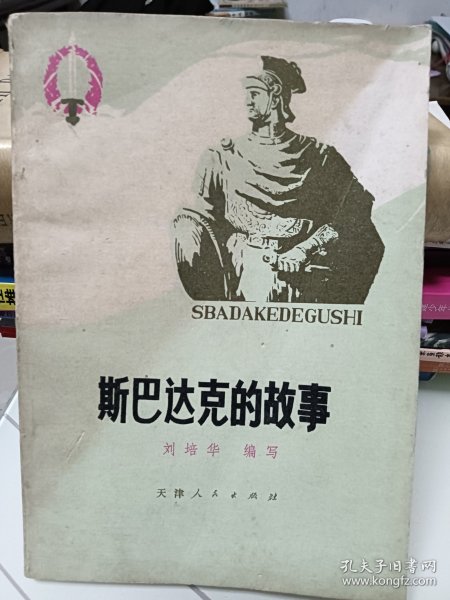 SBADAKEDEGUSHI
斯巴达克的故事
刘培华 编写
天津人民出版社
孔夫子旧书网
www.kongfz.com